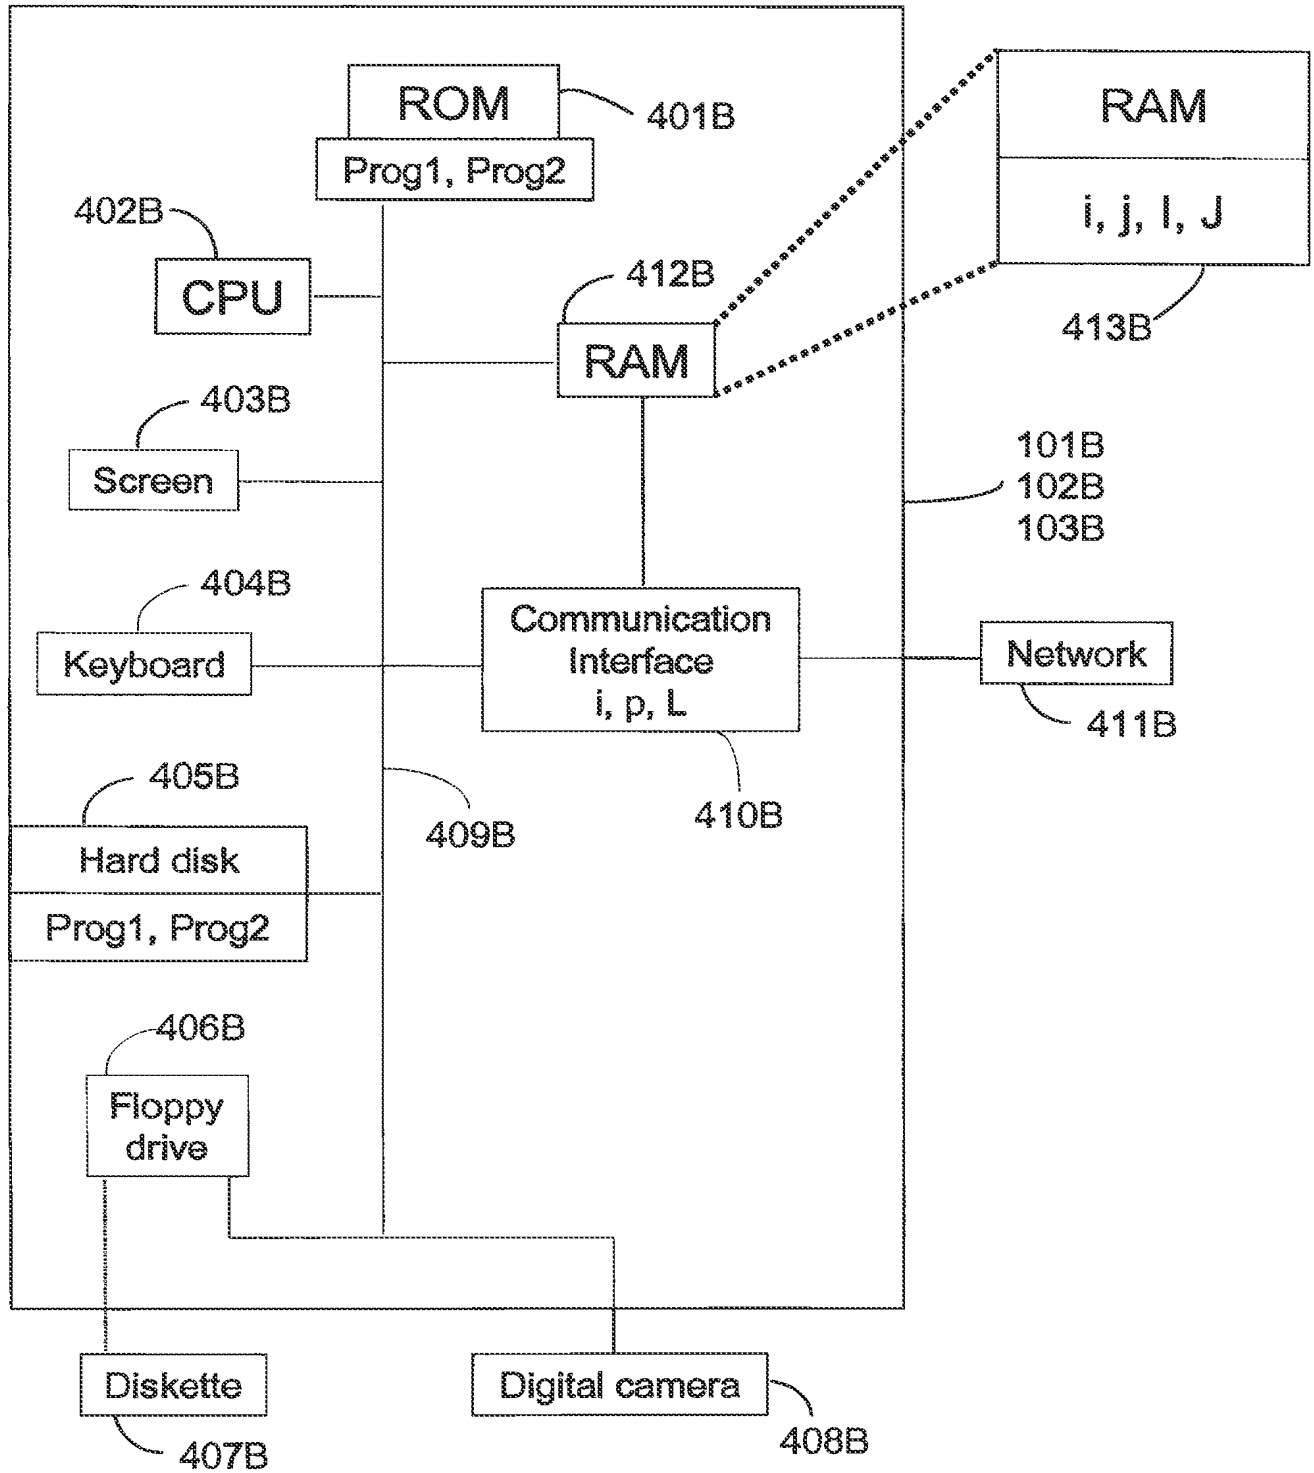 ROM
401B
Prog1, Prog2
RAM
i, j, I, J
413B
402B
CPU
412B
RAM
403B
Screen
101B
102B
103B
404B
Keyboard
Communication
Interface
i, p, L
Network
411B
410B
409B
405B
Hard disk
Prog1, Prog2
406B
Floppy
drive
Diskette
407B
Digital camera
408B